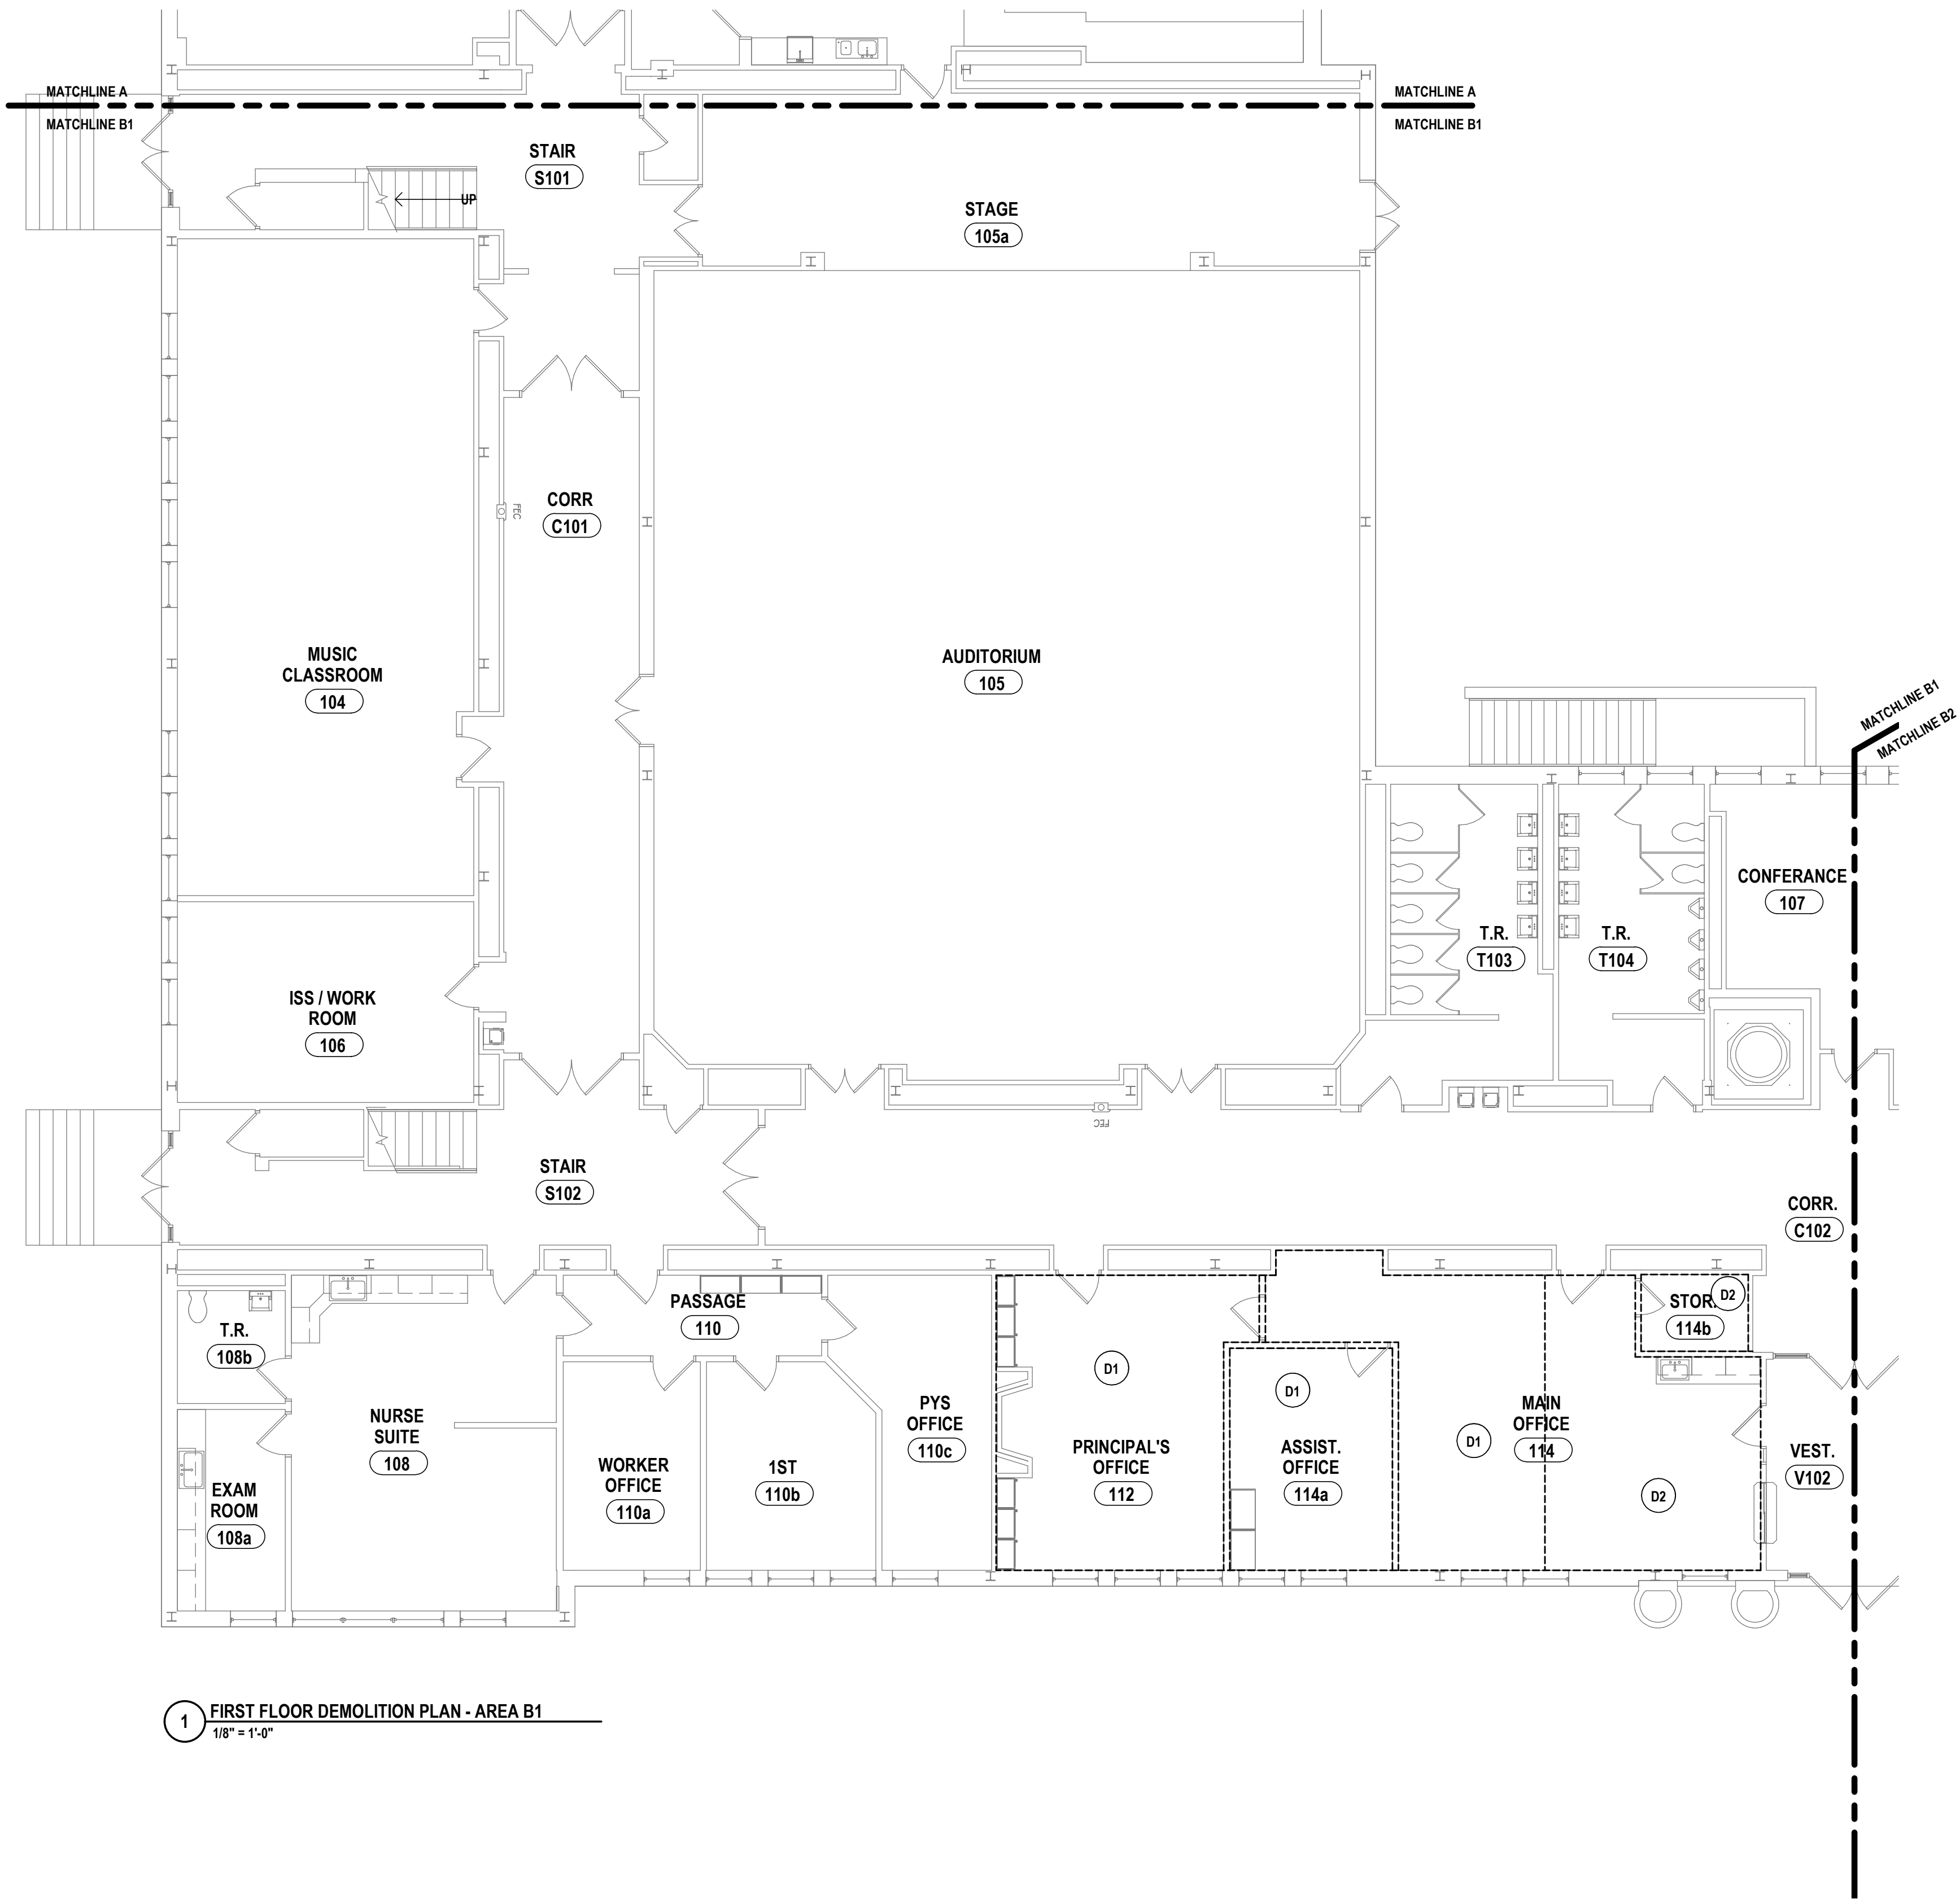 MATCHLINE A
MATCHLINE B1
MATCHLINE A
MATCHLINE B1
STAIR
S101
UP
STAGE
105a
CORR
C101
FEC
MUSIC
CLASSROOM
104
AUDITORIUM
105
MATCHLINE B1
MATCHLINE B2
CONFERANCE
107
T.R.
T103
T.R.
T104
ISS / WORK
ROOM
106
FEC
STAIR
S102
CORR.
C102
PASSAGE
110
STOR.
114b
D2
T.R.
108b
D1
D1
NURSE
SUITE
108
PYS
OFFICE
110c
MAIN
OFFICE
114
D1
PRINCIPAL'S
OFFICE
112
ASSIST.
OFFICE
114a
VEST.
V102
WORKER
OFFICE
110a
1ST
110b
D2
EXAM
ROOM
108a
1
FIRST FLOOR DEMOLITION PLAN - AREA B1
1/8" = 1'-0"